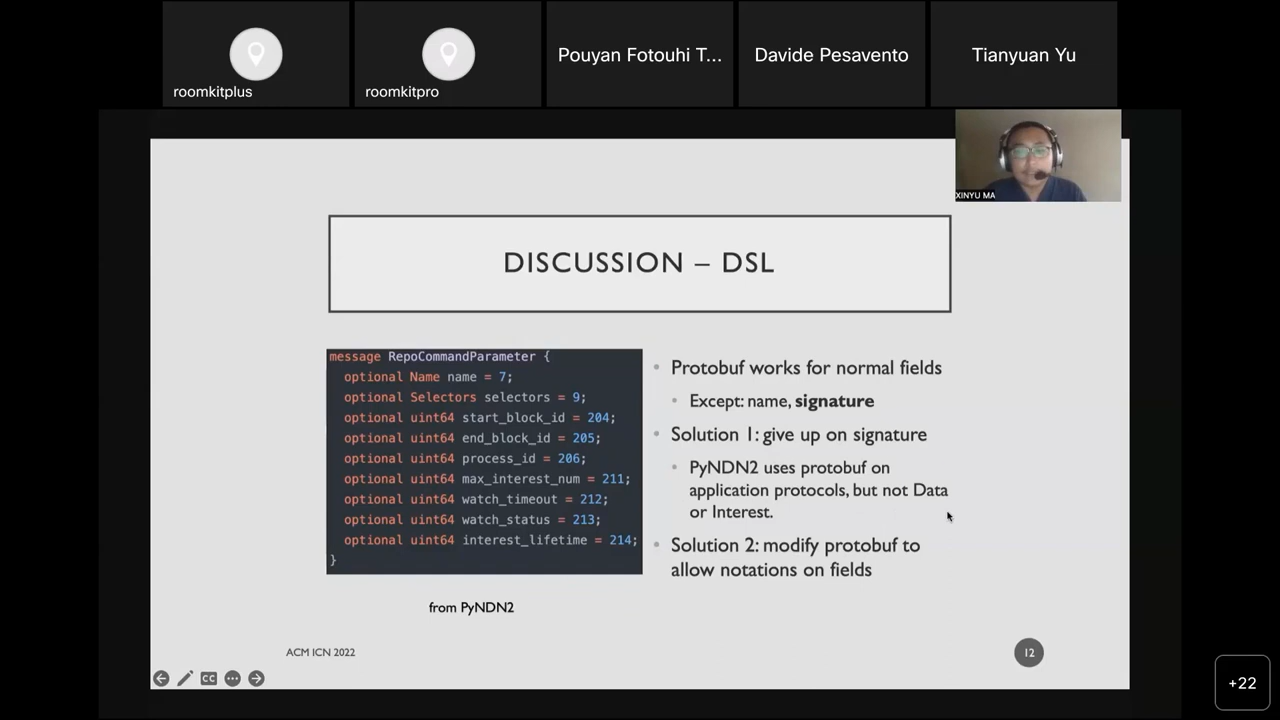 roomkitplus
roomkitpro
Pouyan Fotouhi T...
Davide Pesavento
Tianyuan Yu
XINYU MA
DISCUSSION – DSL
message RepoCommandParameter {
optional Name name = 7;
optional Selectors selectors = 9;
optional uint64 start_block_id = 204;
optional uint64 end_block_id = 205;
optional uint64 process_id = 206;
optional uint64 max_interest_num = 211;
optional uint64 watch_timeout = 212;
optional uint64 watch_status = 213;
optional uint64 interest_lifetime = 214;
}
from PyNDN2
• Protobuf works for normal fields
• Except: name, signature
• Solution 1: give up on signature
• PyNDN2 uses protobuf on
application protocols, but not Data
or Interest.
• Solution 2: modify protobuf to
allow notations on fields
ACM ICN 2022
12
CC
+22